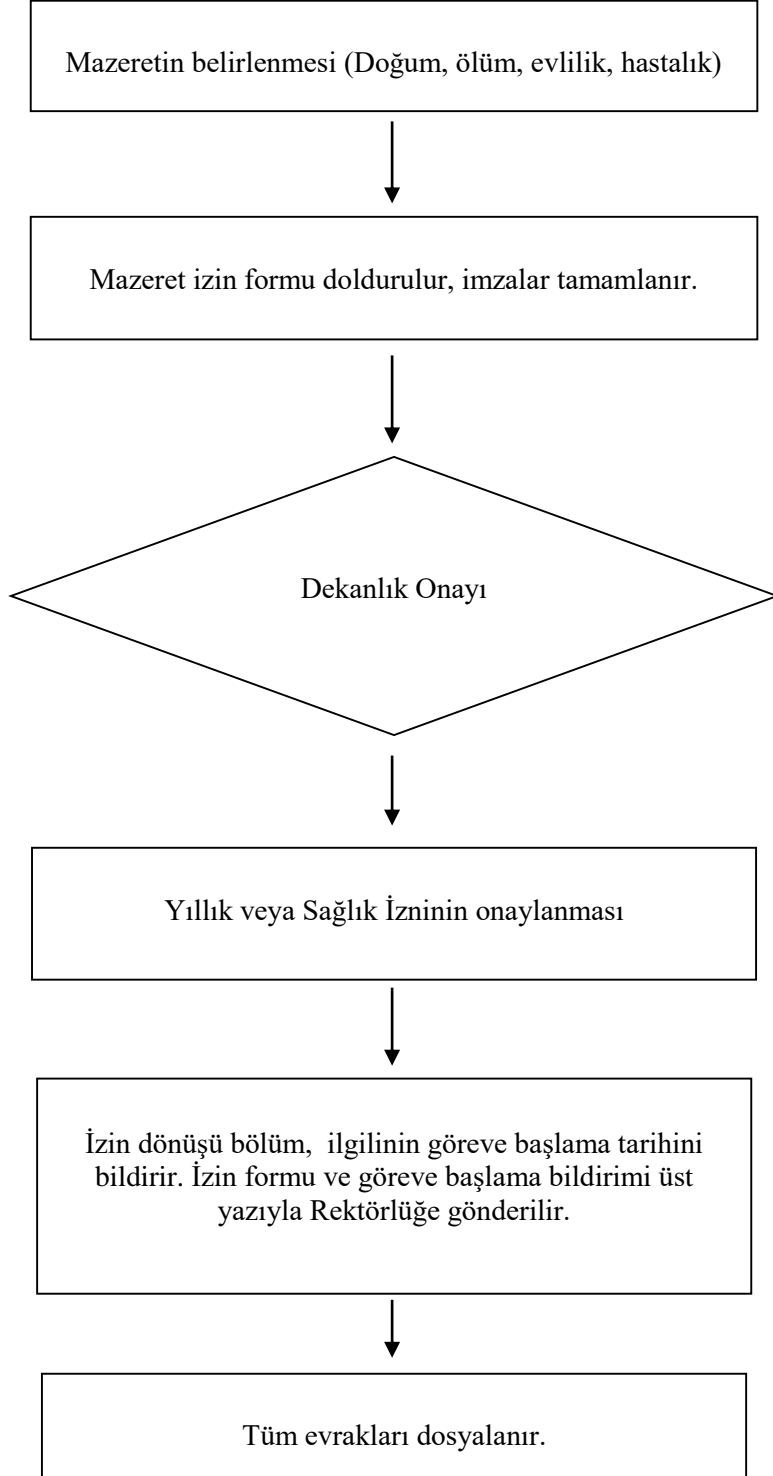 Mazeretin belirlenmesi (Doğum, ölüm, evlilik, hastalık)
Mazeret izin formu doldurulur, imzalar tamamlanır.
Dekanlık Onayı
Yıllık veya Sağlık İzninin onaylanması
İzin dönüşü bölüm,  ilgilinin göreve başlama tarihini
bildirir. İzin formu ve göreve başlama bildirimi üst
yazıyla Rektörlüğe gönderilir.
Tüm evrakları dosyalanır.